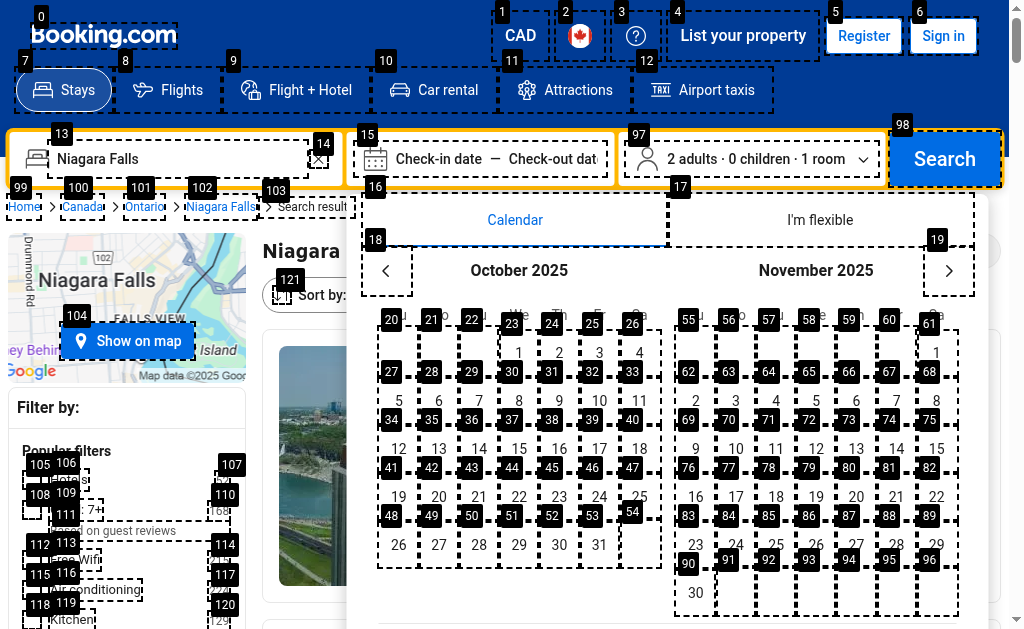 0
Booking.com
1 CAD
2
3
4 List your property
5 Register
6 Sign in
7 Stays
8 Flights
9 Flight + Hotel
10 Car rental
11 Attractions
12 Airport taxis
13 Niagara Falls
14
15 Check-in date — Check-out date
97 2 adults · 0 children · 1 room
98 Search
99 Home
100 Canada
101 Ontario
102 Niagara Falls
103 Search result
16 Calendar
17 I'm flexible
18
19
October 2025
November 2025
Drummond Rd
102
Niagara Falls
FALLS VIEW
104 Show on map
Island
Google
Map data ©2025 Goog
Niagara
121 Sort by:
20 21 22 23 24 25 26
1 2 3 4
27 28 29 30 31 32 33
5 6 7 8 9 10 11
34 35 36 37 38 39 40
12 13 14 15 16 17 18
41 42 43 44 45 46 47
19 20 21 22 23 24 25
48 49 50 51 52 53 54
26 27 28 29 30 31
55 56 57 58 59 60 61
1
62 63 64 65 66 67 68
2 3 4 5 6 7 8
69 70 71 72 73 74 75
9 10 11 12 13 14 15
76 77 78 79 80 81 82
16 17 18 19 20 21 22
83 84 85 86 87 88 89
23 24 25 26 27 28 29
90 91 92 93 94 95 96
30
Filter by:
Popular filters
105 106 Hotels 107
108 109 7+ 110 168
111 Based on guest reviews
112 113 Free Wifi 114
115 116 Air conditioning 117
118 119 Kitchen 120 129